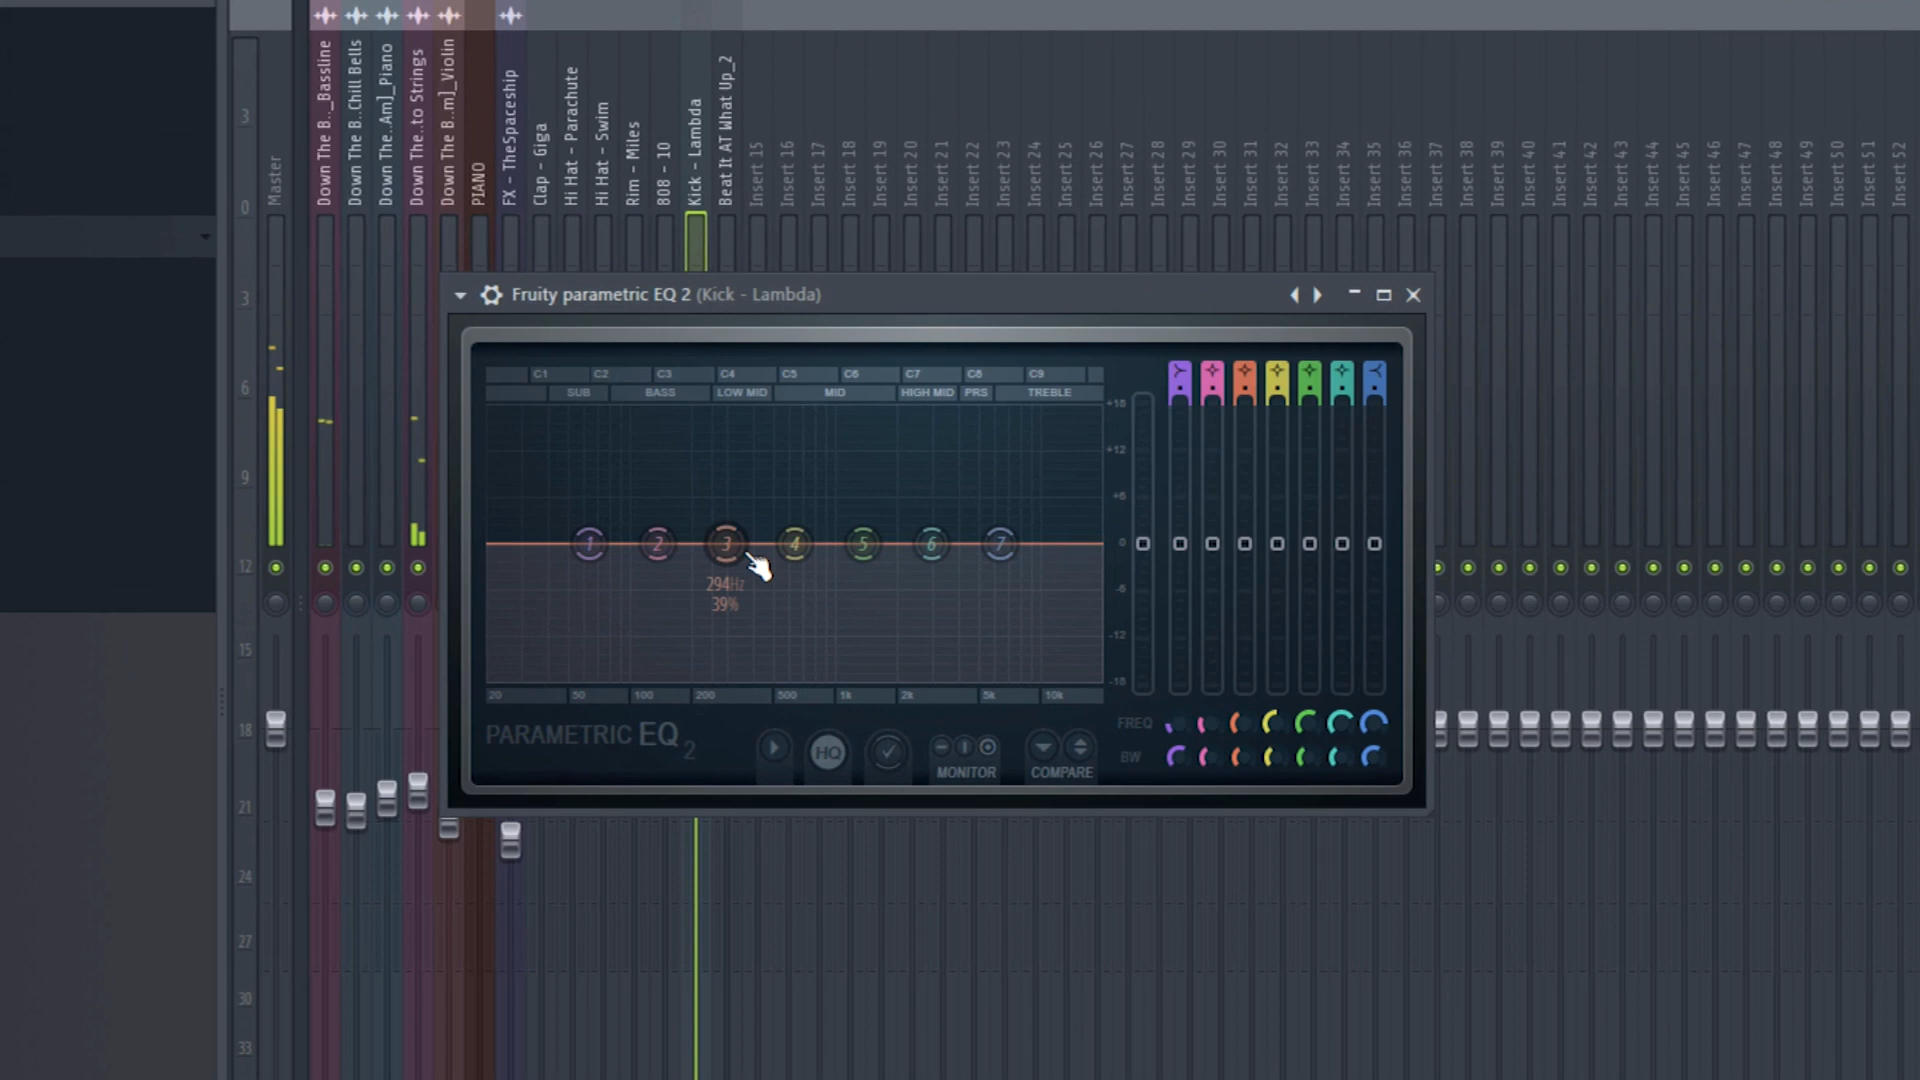 3
0
3
6
9
12
15
18
21
24
27
30
33
Master
Down The B.._Bassline
Down The B..Chill Bells
Down The..Am]_Piano
Down The..to Strings
Down The B..m]_Violin
PIANO
FX - TheSpaceship
Clap - Giga
Hi Hat - Parachute
Hi Hat - Swim
Rim - Miles
808 - 10
Kick - Lambda
Beat It AT What Up_2
Insert 15
Insert 16
Insert 17
Insert 18
Insert 19
Insert 20
Insert 21
Insert 22
Insert 23
Insert 24
Insert 25
Insert 26
Insert 27
Insert 28
Insert 29
Insert 30
Insert 31
Insert 32
Insert 33
Insert 34
Insert 35
Insert 36
Insert 37
Insert 38
Insert 39
Insert 40
Insert 41
Insert 42
Insert 43
Insert 44
Insert 45
Insert 46
Insert 47
Insert 48
Insert 49
Insert 50
Insert 51
Insert 52
Fruity parametric EQ 2 (Kick - Lambda)
C1 C2 C3 C4 C5 C6 C7 C8 C9
SUB BASS LOW MID MID HIGH MID PRS TREBLE
+18
+12
+6
0
-6
-12
-18
1 2 3 4 5 6 7
294Hz
39%
20 50 100 200 500 1k 2k 5k 10k
PARAMETRIC EQ 2
HQ
MONITOR
COMPARE
FREQ
BW